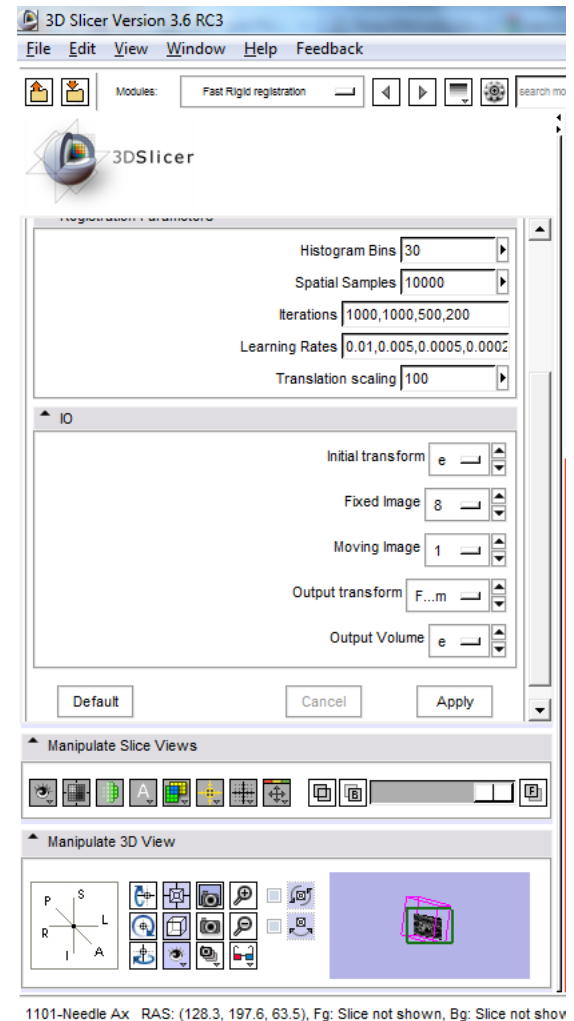 3D Slicer Version 3.6 RC3
File Edit View Window Help Feedback
Modules: Fast Rigid registration search mo
3DSlicer
Registration Parameters
Histogram Bins 30
Spatial Samples 10000
Iterations 1000,1000,500,200
Learning Rates 0.01,0.005,0.0005,0.0002
Translation scaling 100
IO
Initial transform e
Fixed Image 8
Moving Image 1
Output transform F...m
Output Volume e
Default Cancel Apply
Manipulate Slice Views
A B F
Manipulate 3D View
P S
R L
I A
1101-Needle Ax RAS: (128.3, 197.6, 63.5), Fg: Slice not shown, Bg: Slice not show